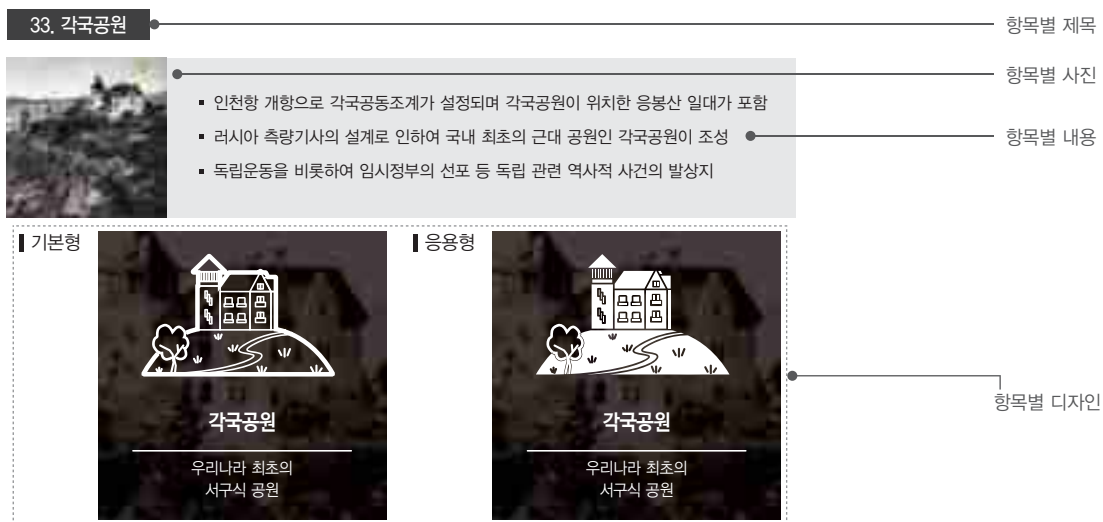 33. 각국공원
항목별 제목
항목별 사진
▪ 인천항 개항으로 각국공동조계가 설정되며 각국공원이 위치한 응봉산 일대가 포함
▪ 러시아 측량기사의 설계로 인하여 국내 최초의 근대 공원인 각국공원이 조성
항목별 내용
▪ 독립운동을 비롯하여 임시정부의 선포 등 독립 관련 역사적 사건의 발상지
기본형
응용형
각국공원
우리나라 최초의
서구식 공원
각국공원
우리나라 최초의
서구식 공원
항목별 디자인